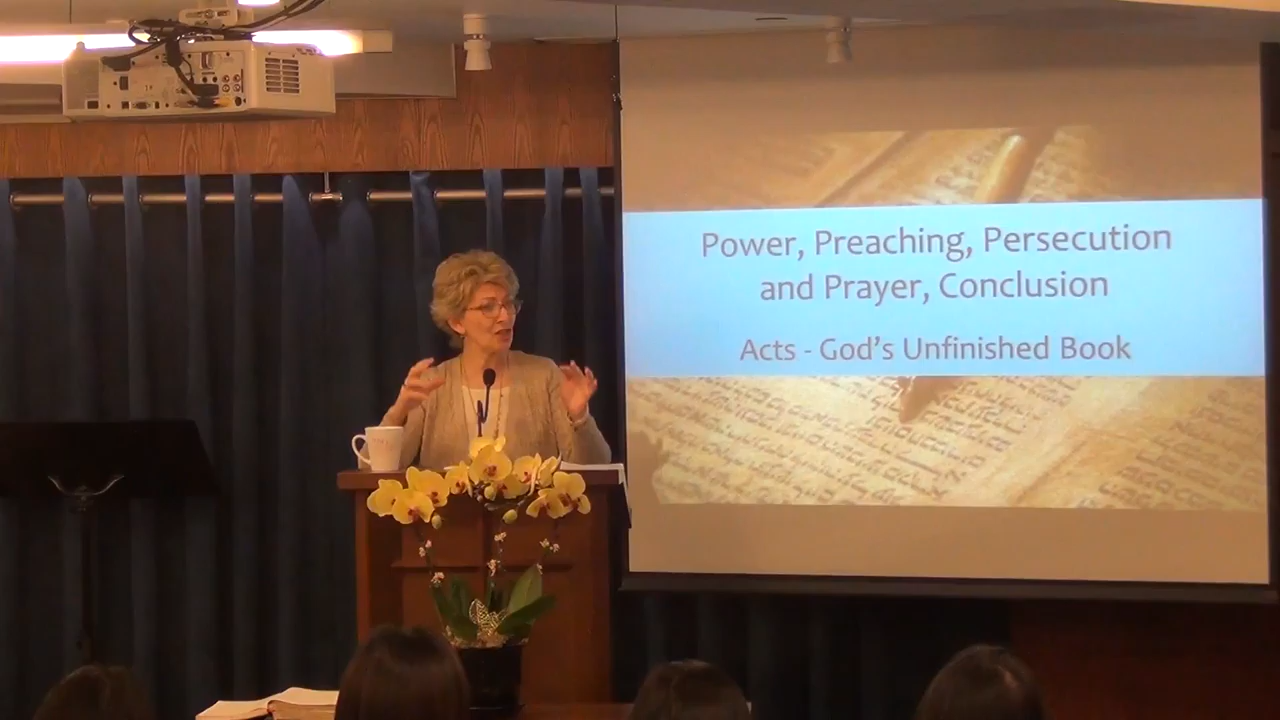 Power, Preaching, Persecution
and Prayer, Conclusion
Acts - God's Unfinished Book